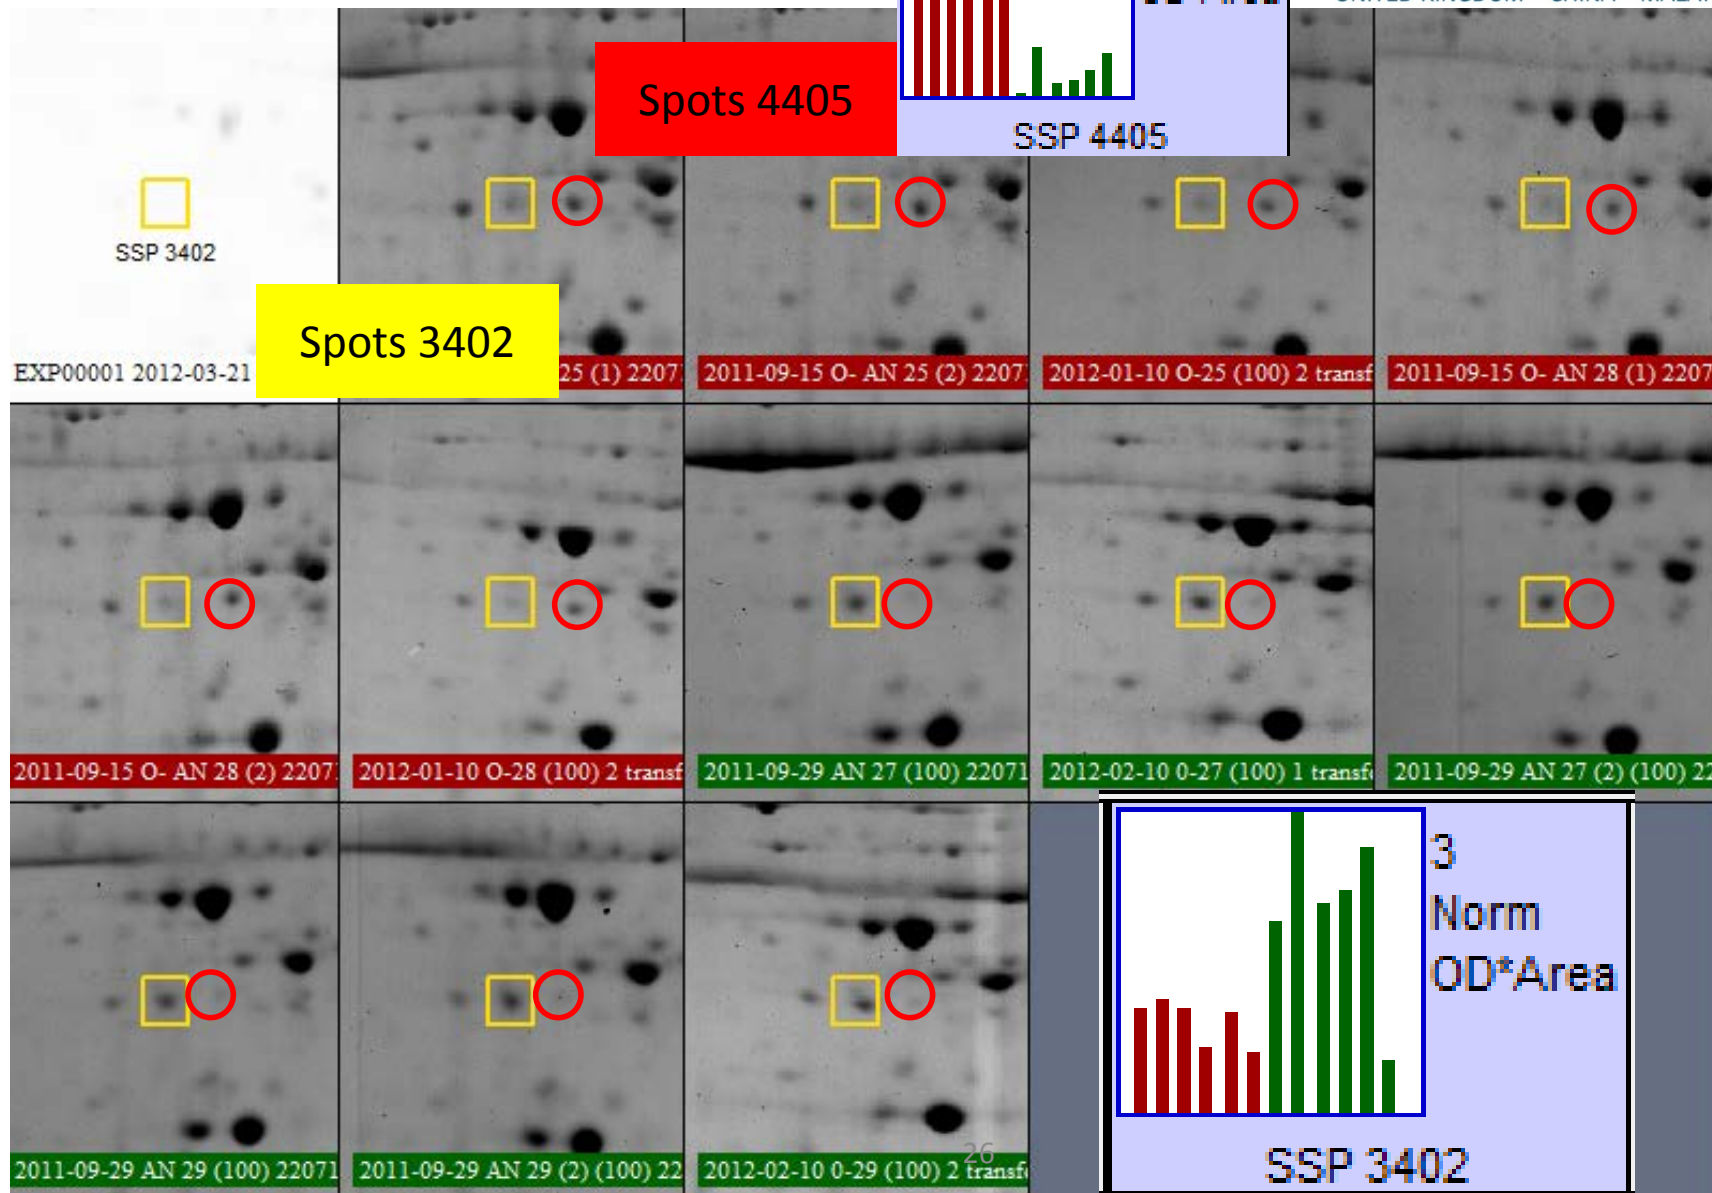 Spots 4405
SSP 4405
SSP 3402
Spots 3402
EXP00001 2012-03-21
25 (1) 2207
2011-09-15 O- AN 25 (2) 2207
2012-01-10 O-25 (100) 2 transf
2011-09-15 O- AN 28 (1) 2207
2011-09-15 O- AN 28 (2) 2207
2012-01-10 O-28 (100) 2 transf
2011-09-29 AN 27 (100) 22071
2012-02-10 0-27 (100) 1 transf
2011-09-29 AN 27 (2) (100) 22
3
Norm
OD*Area
SSP 3402
2011-09-29 AN 29 (100) 22071
2011-09-29 AN 29 (2) (100) 22
2012-02-10 0-29 (100) 2 transf
26